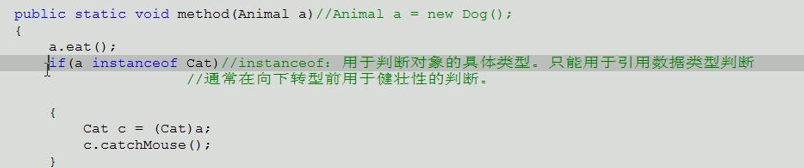 public static void method(Animal a)//Animal a = new Dog();
{
a.eat();
if(a instanceof Cat)//instanceof：用于判断对象的具体类型。只能用于引用数据类型判断
//通常在向下转型前用于健壮性的判断。
{
Cat c = (Cat)a;
c.catchMouse();
}